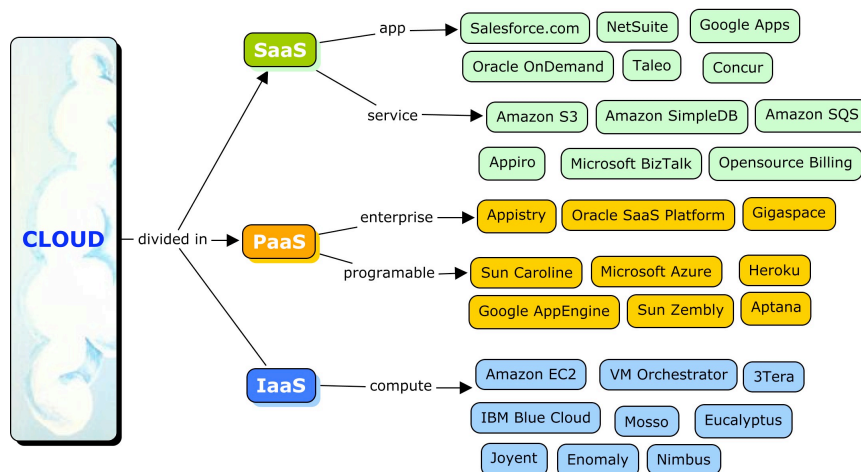 CLOUD
divided in
SaaS
app
Salesforce.com NetSuite Google Apps
Oracle OnDemand Taleo Concur
service
Amazon S3 Amazon SimpleDB Amazon SQS
Appiro Microsoft BizTalk Opensource Billing
PaaS
enterprise
Appistry Oracle SaaS Platform Gigaspace
programable
Sun Caroline Microsoft Azure Heroku
Google AppEngine Sun Zembly Aptana
IaaS
compute
Amazon EC2 VM Orchestrator 3Tera
IBM Blue Cloud Mosso Eucalyptus
Joyent Enomaly Nimbus